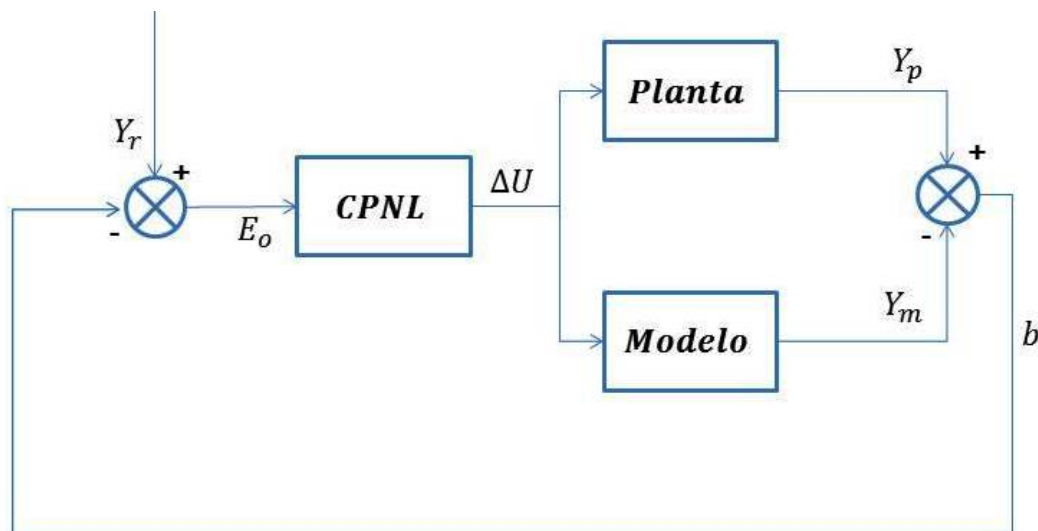 Planta
Y_p
+
Y_r
+
CPNL
ΔU
-
E_o
-
Modelo
Y_m
b